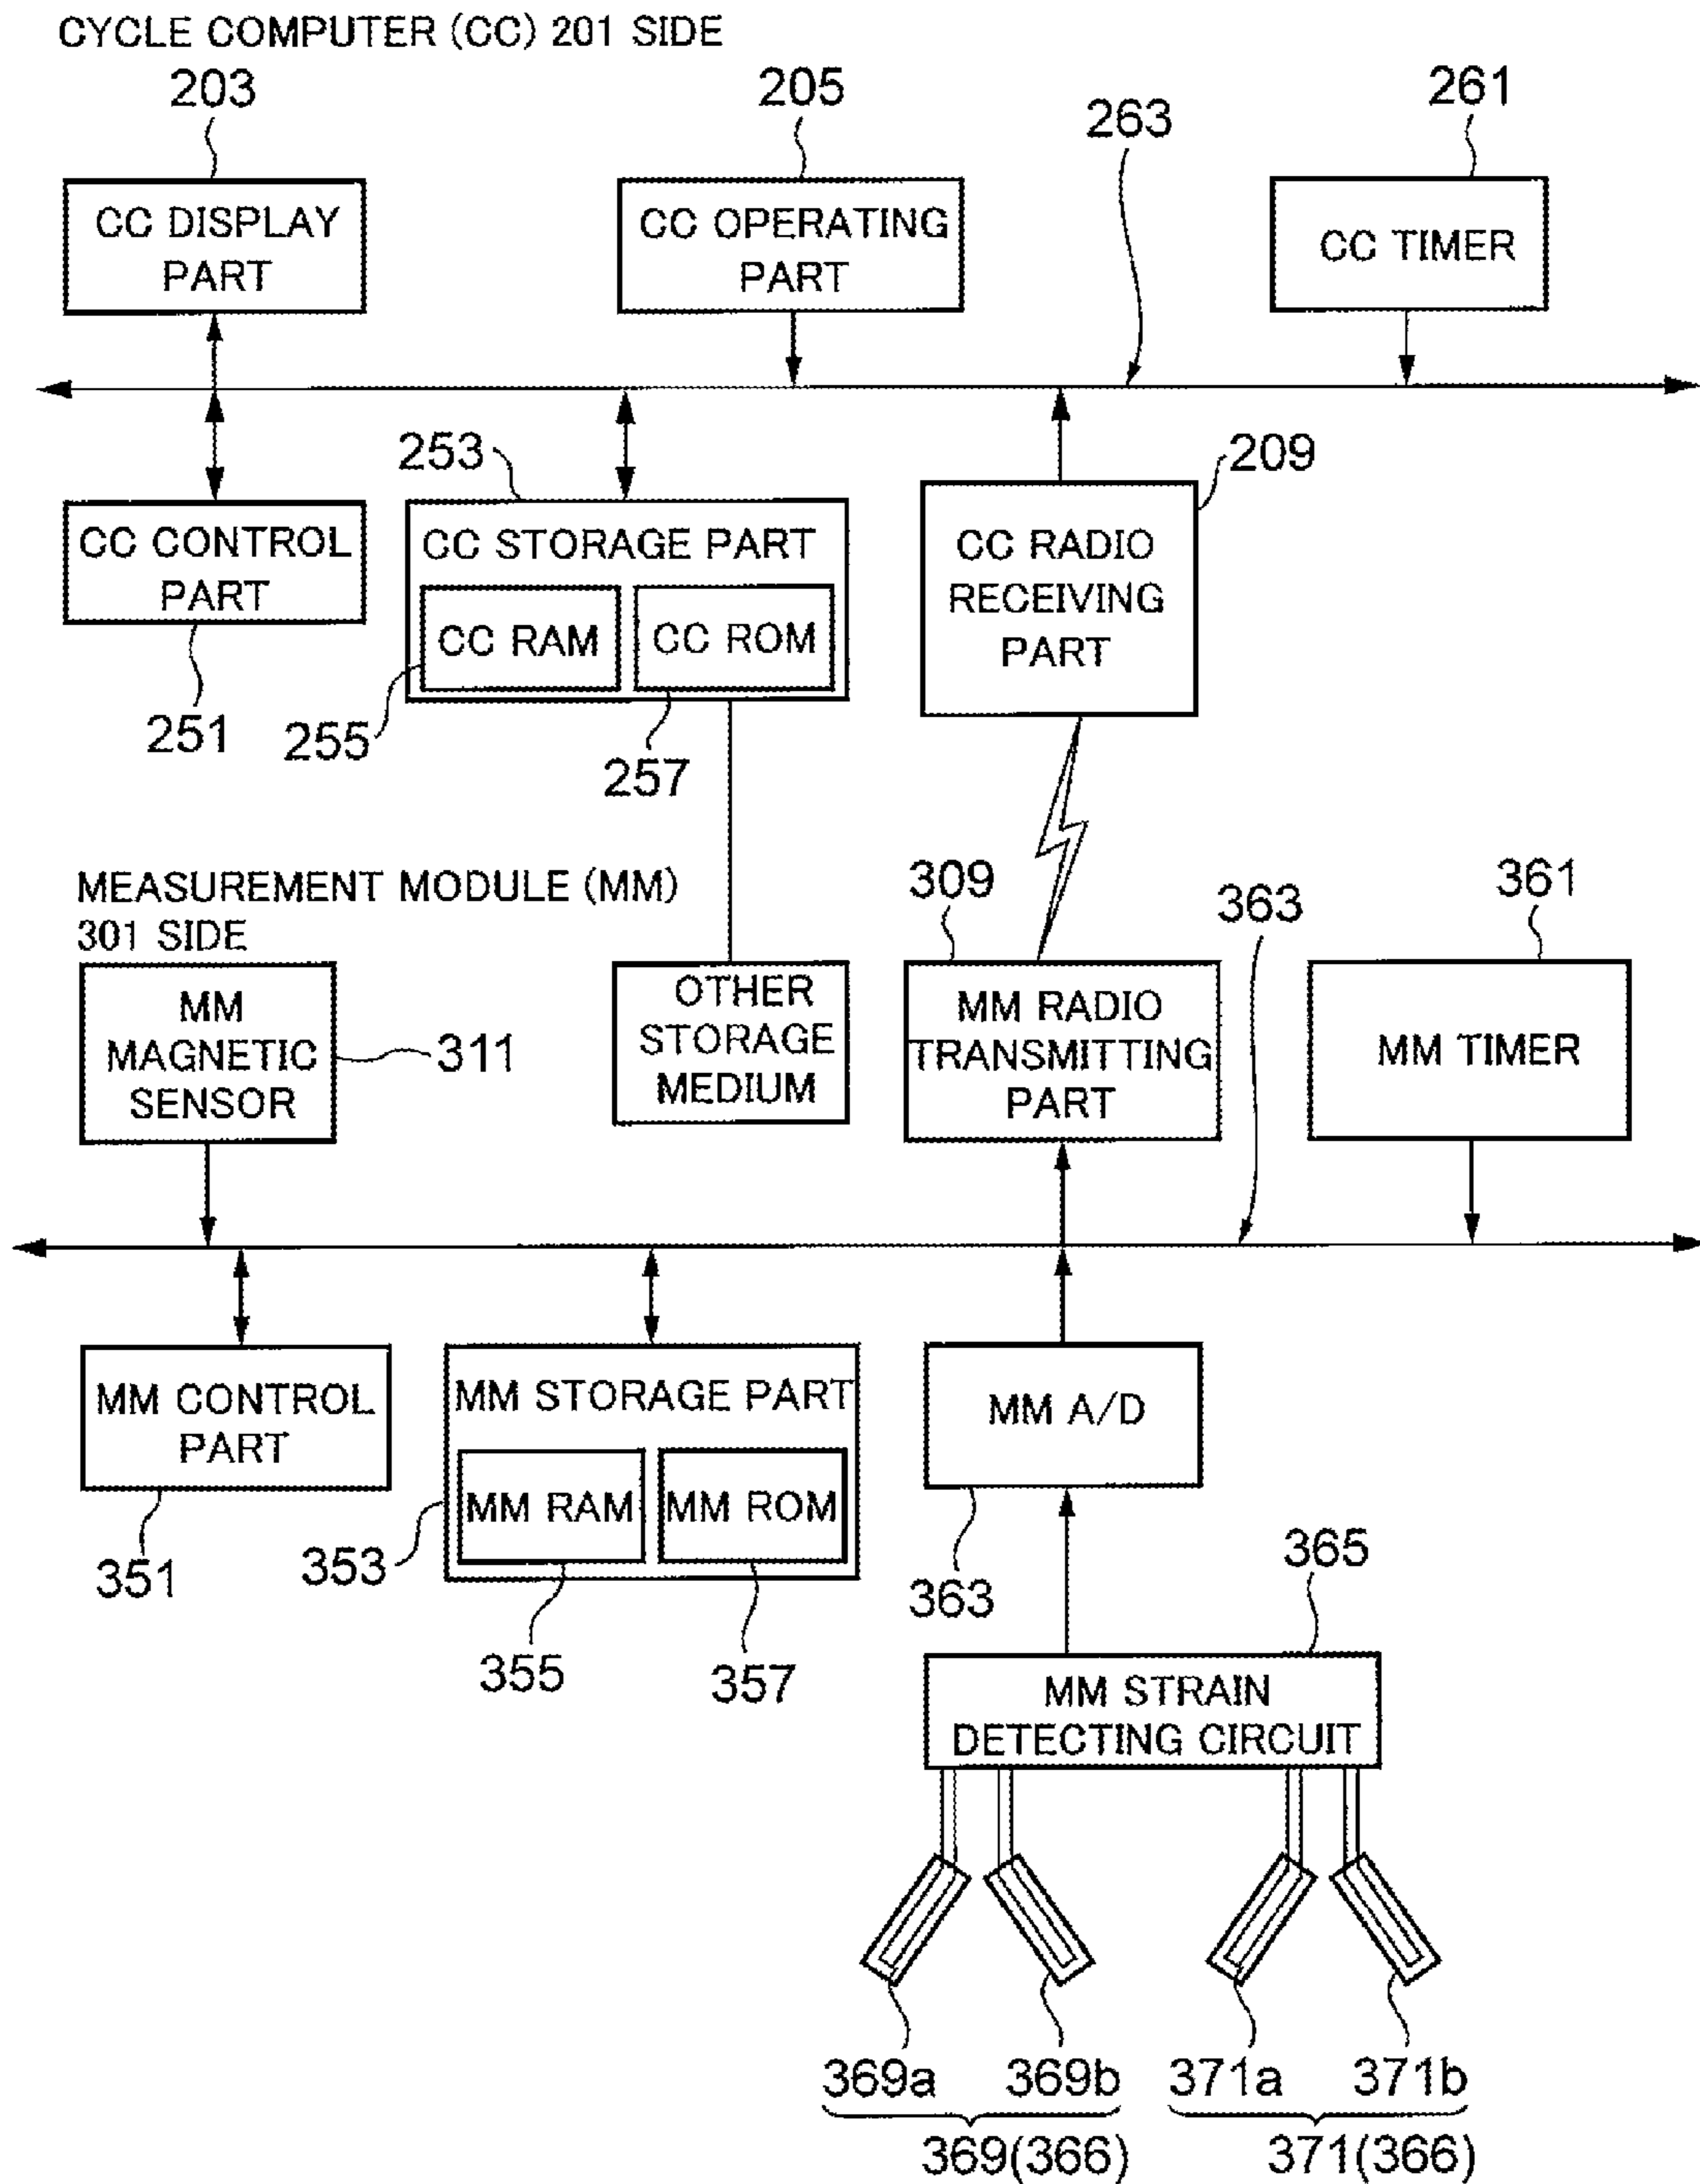 CYCLE COMPUTER (CC) 201 SIDE
203
205
261
263
CC DISPLAY
PART
CC OPERATING
PART
CC TIMER
253
209
CC CONTROL
PART
CC STORAGE PART
CC RAM
CC ROM
CC RADIO
RECEIVING
PART
251
255
257
MEASUREMENT MODULE (MM)
301 SIDE
309
363
361
MM
MAGNETIC
SENSOR
311
OTHER
STORAGE
MEDIUM
MM RADIO
TRANSMITTING
PART
MM TIMER
MM CONTROL
PART
MM STORAGE PART
MM RAM
MM ROM
MM A/D
351
353
355
357
363
365
MM STRAIN
DETECTING CIRCUIT
369a
369b
371a
371b
369(366)
371(366)